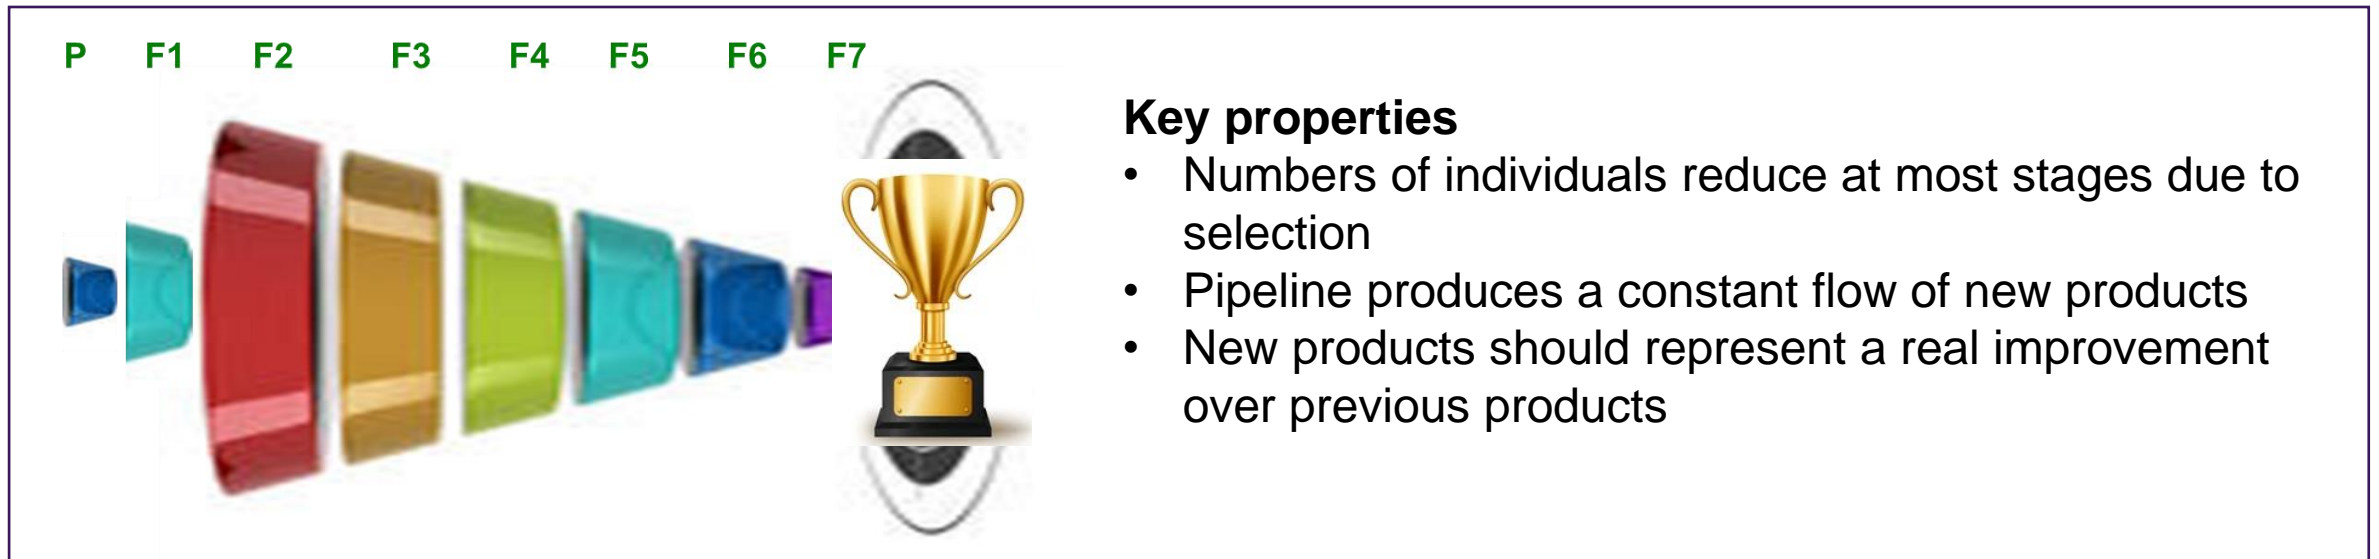 P F1 F2 F3 F4 F5 F6 F7
Key properties
• Numbers of individuals reduce at most stages due to
selection
• Pipeline produces a constant flow of new products
• New products should represent a real improvement
over previous products